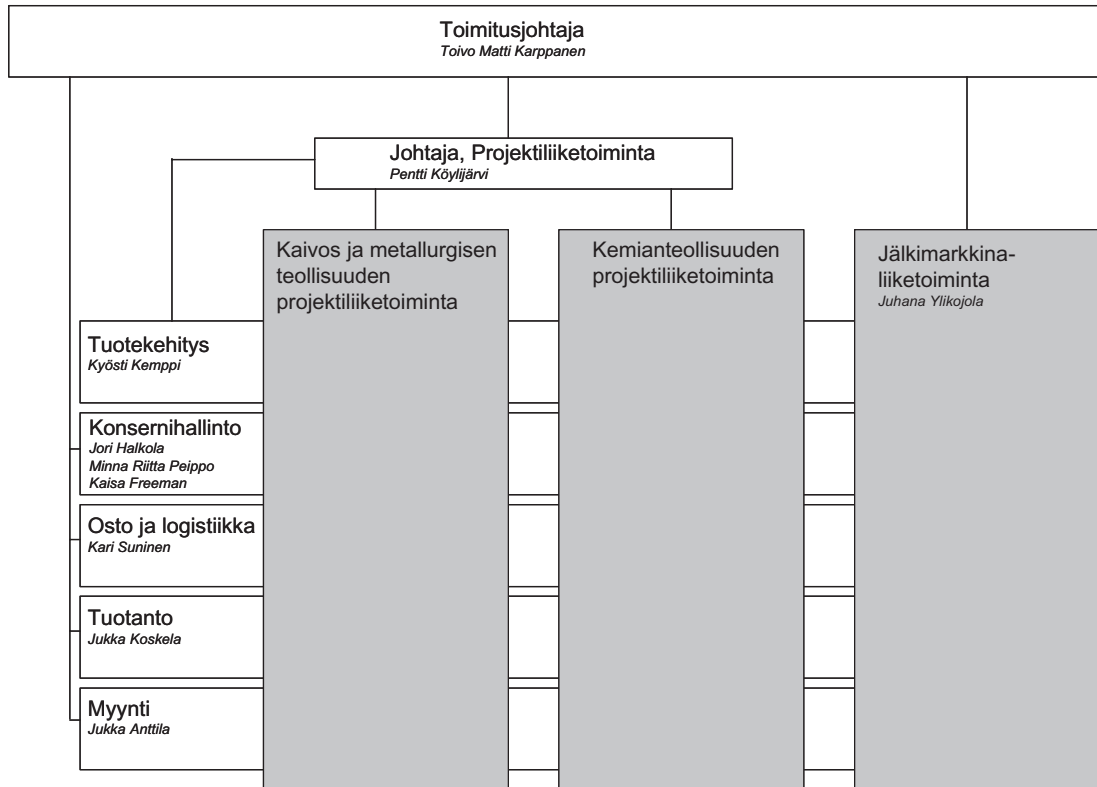 Toimitusjohtaja
Toivo Matti Karppanen
Johtaja, Projektiliiketoiminta
Pentti Köylijärvi
Kaivos ja metallurgisen
teollisuuden
projektiliiketoiminta
Kemianteollisuuden
projektiliiketoiminta
Jälkimarkkina-
liiketoiminta
Juhana Ylikojola
Tuotekehitys
Kyösti Kemppi
Konsernihallinto
Jori Halkola
Minna Riitta Peippo
Kaisa Freeman
Osto ja logistiikka
Kari Suninen
Tuotanto
Jukka Koskela
Myynti
Jukka Anttila